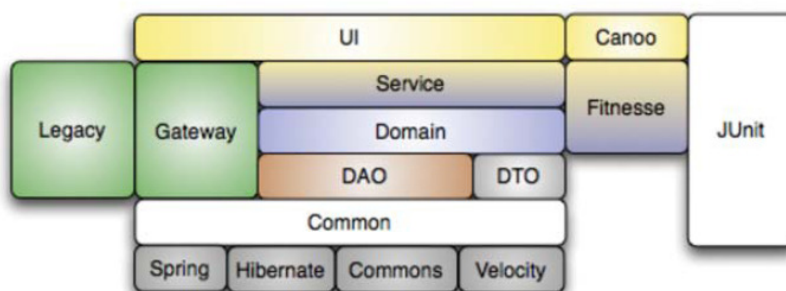 UI
Canoo
Service
Legacy
Gateway
Fitnesse
JUnit
Domain
DAO
DTO
Common
Spring
Hibernate
Commons
Velocity